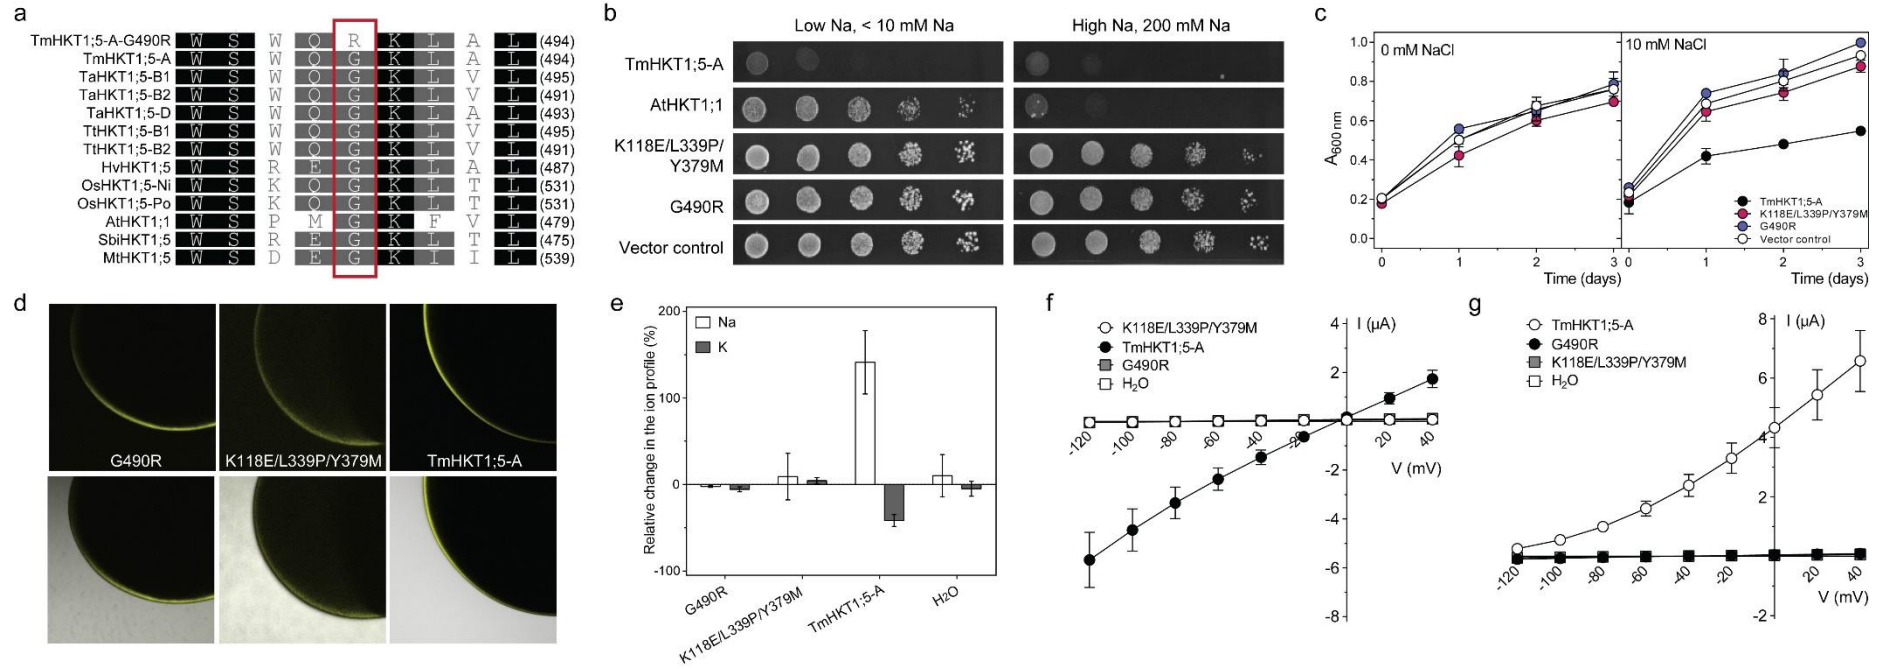 a
TmHKT1;5-A-G490R W S W Q R K L A L (494)
TmHKT1;5-A W S W Q G K L A L (494)
TaHKT1;5-B1 W S W Q G K L V L (495)
TaHKT1;5-B2 W S W Q G K L V L (491)
TaHKT1;5-D W S W Q G K L A L (493)
TtHKT1;5-B1 W S W Q G K L V L (495)
TtHKT1;5-B2 W S W Q G K L V L (491)
HvHKT1;5 W S R E G K L A L (487)
OsHKT1;5-Ni W S K Q G K L T L (531)
OsHKT1;5-Po W S K Q G K L T L (531)
AtHKT1;1 W S P M G K F V L (479)
SbiHKT1;5 W S R E G K L T L (475)
MtHKT1;5 W S D E G K I I L (539)
b
Low Na, < 10 mM Na
High Na, 200 mM Na
TmHKT1;5-A
AtHKT1;1
K118E/L339P/
Y379M
G490R
Vector control
c
0 mM NaCl
10 mM NaCl
A600 nm
1.0
0.8
0.6
0.4
0.2
0.0
TmHKT1;5-A
K118E/L339P/Y379M
G490R
Vector control
0 1 2 3
0 1 2 3
Time (days)
Time (days)
d
G490R
K118E/L339P/Y379M
TmHKT1;5-A
e
Relative change in the ion profile (%)
200
100
0
-100
Na
K
G490R
K118E/L339P/Y379M
TmHKT1;5-A
H2O
f
K118E/L339P/Y379M
TmHKT1;5-A
G490R
H2O
I (µA)
4
2
-2
-4
-6
-8
-120 -100 -80 -60 -40 -20 20 40
V (mV)
g
TmHKT1;5-A
G490R
K118E/L339P/Y379M
H2O
I (µA)
8
6
4
2
-2
-120 -100 -80 -60 -40 -20 20 40
V (mV)